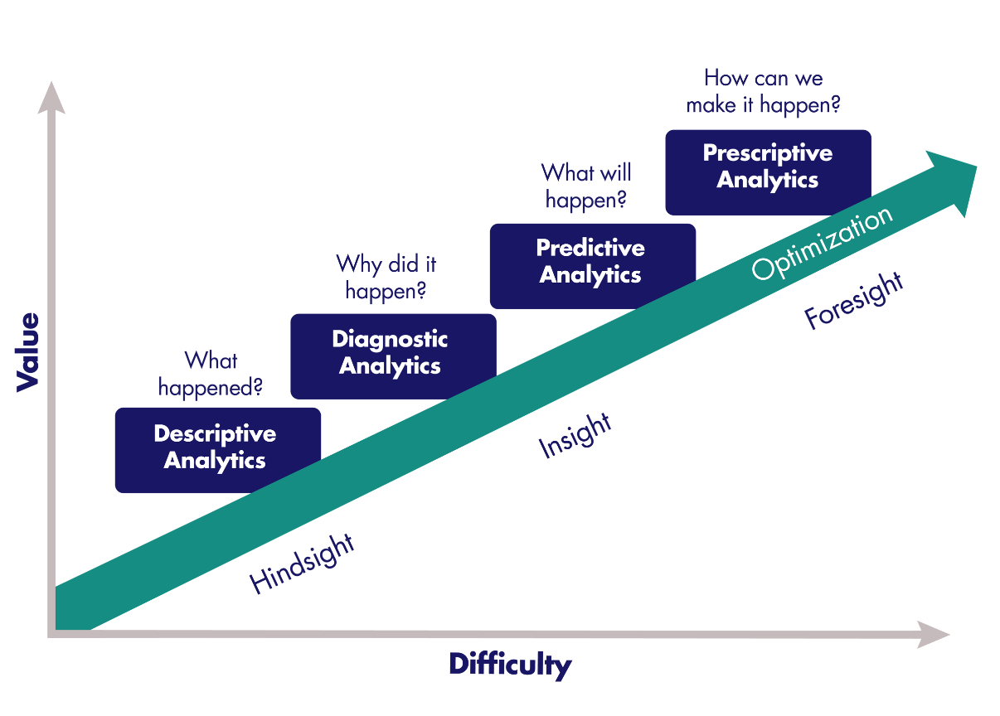 How can we
make it happen?
Prescriptive
Analytics
What will
happen?
Predictive
Analytics
Why did it
happen?
Diagnostic
Analytics
What
happened?
Descriptive
Analytics
Optimization
Foresight
Insight
Hindsight
Value
Difficulty